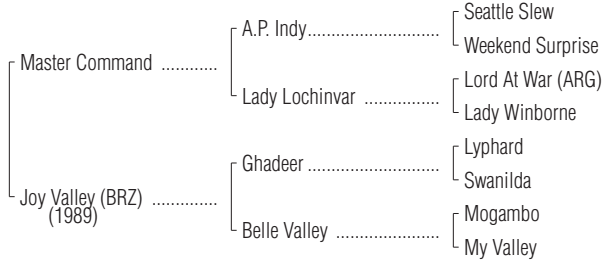 Seattle Slew
A.P. Indy..................
Weekend Surprise
Master Command ............
Lord At War (ARG)
Lady Lochinvar ................
Lady Winborne
Lyphard
Ghadeer .......................
Swanilda
Joy Valley (BRZ) ..............
(1989)
Mogambo
Belle Valley ......................
My Valley